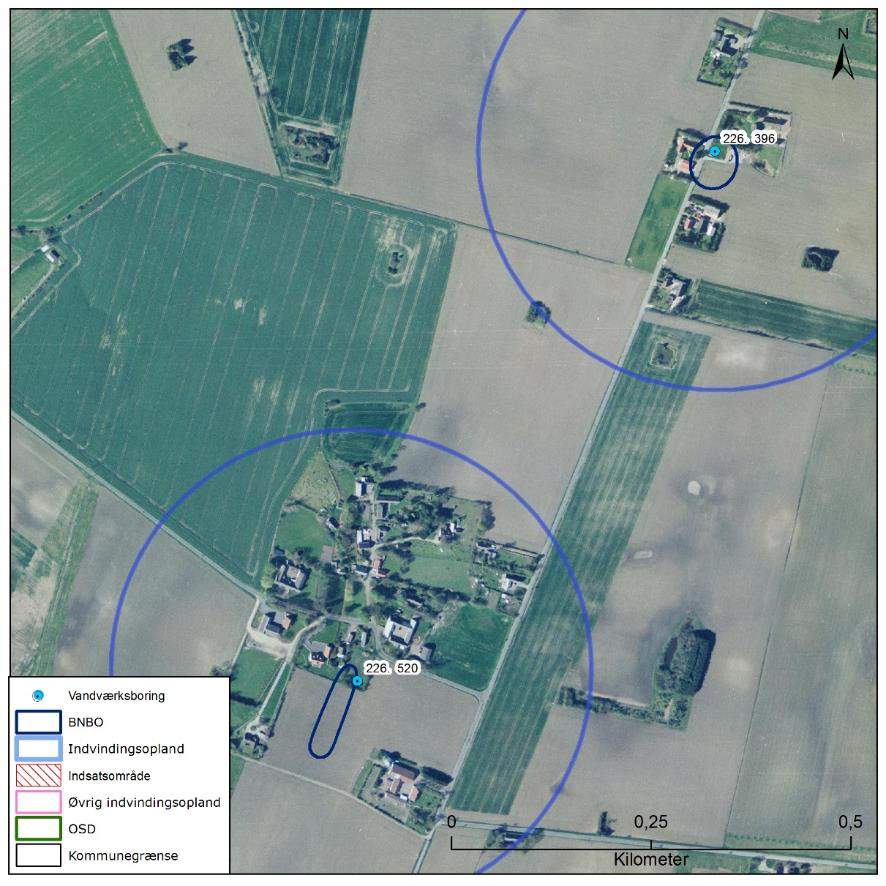 N
226. 396
226. 520
Vandværksboring
BNBO
Indvindingsopland
Indsatsområde
Øvrig indvindingsopland
OSD
Kommunegrænse
0 0,25 0,5
Kilometer